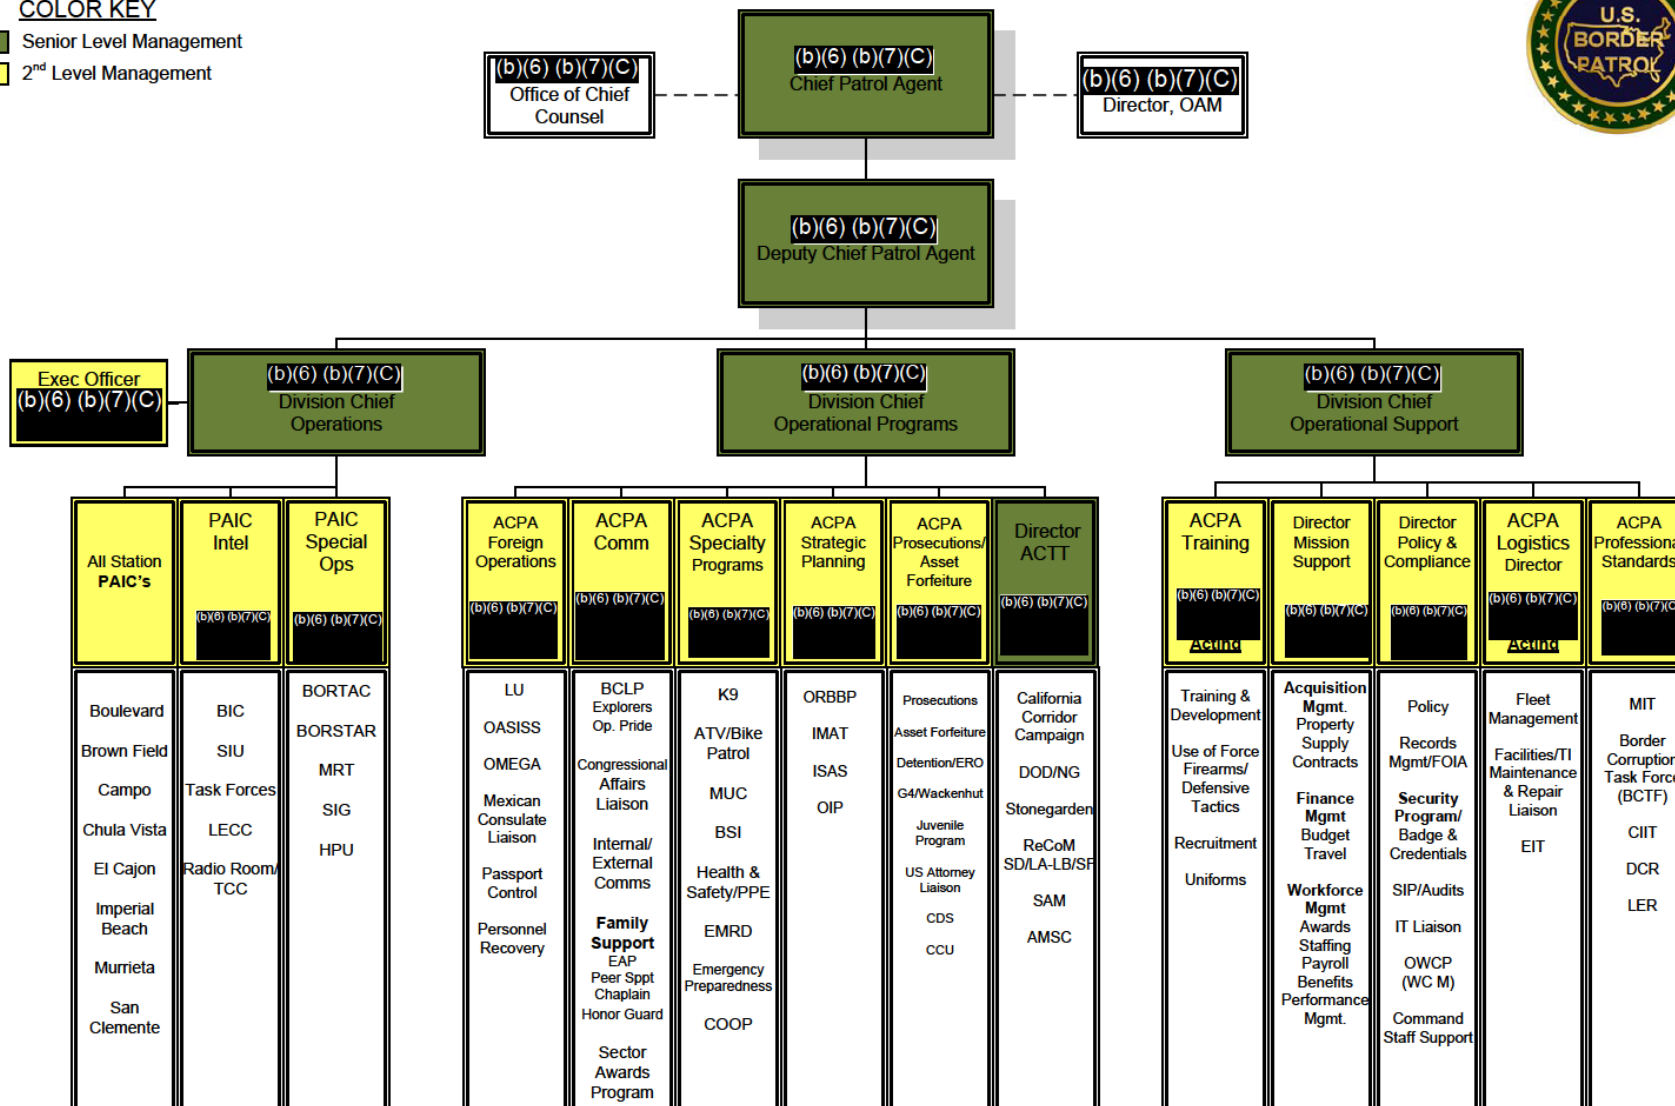 COLOR KEY
Senior Level Management
2nd Level Management
U.S.
BORDER
PATROL
(b)(6) (b)(7)(C)
Office of Chief
Counsel
(b)(6) (b)(7)(C)
Chief Patrol Agent
(b)(6) (b)(7)(C)
Director, OAM
(b)(6) (b)(7)(C)
Deputy Chief Patrol Agent
Exec Officer
(b)(6) (b)(7)(C)
(b)(6) (b)(7)(C)
Division Chief
Operations
(b)(6) (b)(7)(C)
Division Chief
Operational Programs
(b)(6) (b)(7)(C)
Division Chief
Operational Support
All Station
PAIC's
Boulevard
Brown Field
Campo
Chula Vista
El Cajon
Imperial
Beach
Murrieta
San
Clemente
PAIC
Intel
(b)(6) (b)(7)(C)
BIC
SIU
Task Forces
LECC
Radio Room/
TCC
PAIC
Special
Ops
(b)(6) (b)(7)(C)
BORTAC
BORSTAR
MRT
SIG
HPU
ACPA
Foreign
Operations
(b)(6) (b)(7)(C)
LU
OASISS
OMEGA
Mexican
Consulate
Liaison
Passport
Control
Personnel
Recovery
ACPA
Comm
(b)(6) (b)(7)(C)
BCLP
Explorers
Op. Pride
Congressional
Affairs
Liaison
Internal/
External
Comms
Family
Support
EAP
Peer Sppt
Chaplain
Honor Guard
Sector
Awards
Program
ACPA
Specialty
Programs
(b)(6) (b)(7)(C)
K9
ATV/Bike
Patrol
MUC
BSI
Health &
Safety/PPE
EMRD
Emergency
Preparedness
COOP
ACPA
Strategic
Planning
(b)(6) (b)(7)(C)
ORBBP
IMAT
ISAS
OIP
ACPA
Prosecutions/
Asset
Forfeiture
(b)(6) (b)(7)(C)
Prosecutions
Asset Forfeiture
Detention/ERO
G4/Wackenhut
Juvenile
Program
US Attorney
Liaison
CDS
CCU
Director
ACTT
(b)(6) (b)(7)(C)
California
Corridor
Campaign
DOD/NG
Stonegarden
ReCoM
SD/LA-LB/SF
SAM
AMSC
ACPA
Training
(b)(6) (b)(7)(C)
Acting
Training &
Development
Use of Force
Firearms/
Defensive
Tactics
Recruitment
Uniforms
Director
Mission
Support
(b)(6) (b)(7)(C)
Acquisition
Mgmt.
Property
Supply
Contracts
Finance
Mgmt
Budget
Travel
Workforce
Mgmt
Awards
Staffing
Payroll
Benefits
Performance
Mgmt.
Director
Policy &
Compliance
(b)(6) (b)(7)(C)
Policy
Records
Mgmt/FOIA
Security
Program/
Badge &
Credentials
SIP/Audits
IT Liaison
OWCP
(WC M)
Command
Staff Support
ACPA
Logistics
Director
(b)(6) (b)(7)(C)
Acting
Fleet
Management
Facilities/TI
Maintenance
& Repair
Liaison
EIT
ACPA
Professional
Standards
(b)(6) (b)(7)(C)
MIT
Border
Corruption
Task Force
(BCTF)
CIIT
DCR
LER